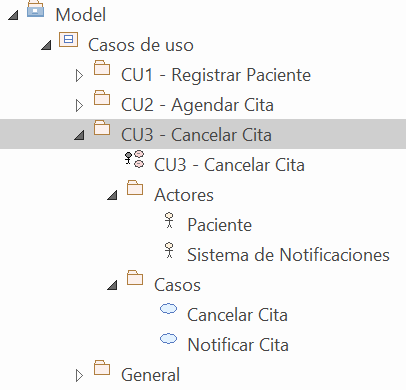 Model
Casos de uso
CU1 - Registrar Paciente
CU2 - Agendar Cita
CU3 - Cancelar Cita
CU3 - Cancelar Cita
Actores
Paciente
Sistema de Notificaciones
Casos
Cancelar Cita
Notificar Cita
General